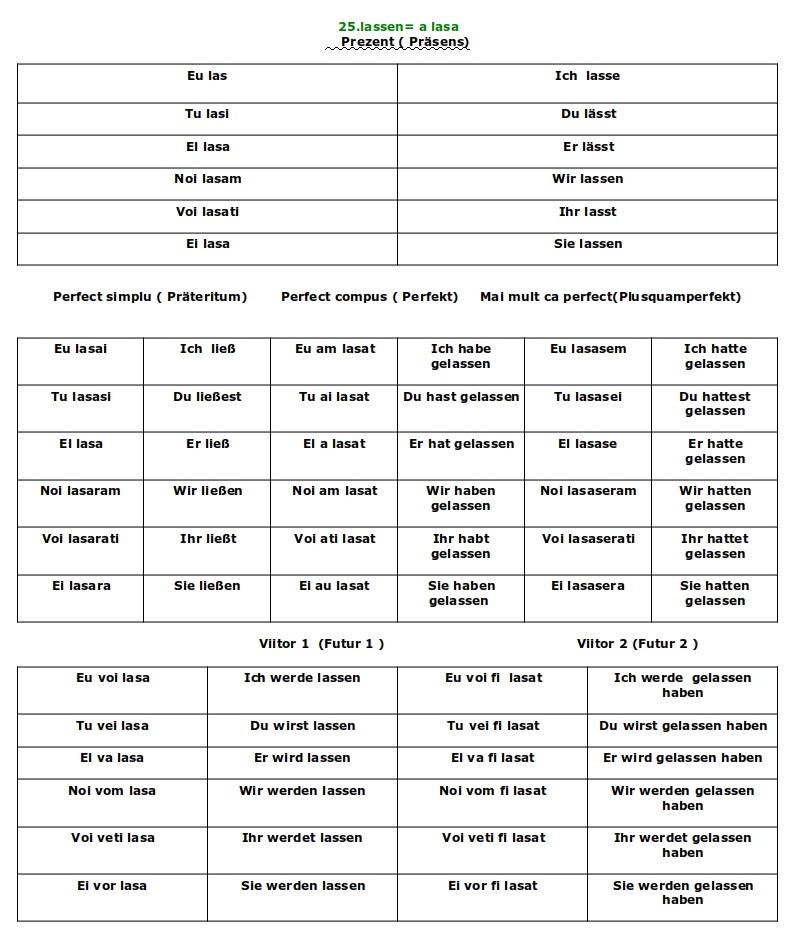 25.lassen= a lasa
Prezent ( Präsens)
Eu las Ich lasse
Tu lasi Du lässt
El lasa Er lässt
Noi lasam Wir lassen
Voi lasati Ihr lasst
Ei lasa Sie lassen
Perfect simplu ( Präteritum) Perfect compus ( Perfekt) Mai mult ca perfect(Plusquamperfekt)
Eu lasai Ich ließ Eu am lasat Ich habe Eu lasasem Ich hatte
gelassen gelassen
Tu lasasi Du ließest Tu ai lasat Du hast gelassen Tu lasasei Du hattest
gelassen
El lasa Er ließ El a lasat Er hat gelassen El lasase Er hatte
gelassen
Noi lasaram Wir ließen Noi am lasat Wir haben Noi lasaseram Wir hatten
gelassen gelassen
Voi lasarati Ihr ließt Voi ati lasat Ihr habt Voi lasaserati Ihr hattet
gelassen gelassen
Ei lasara Sie ließen Ei au lasat Sie haben Ei lasasera Sie hatten
gelassen gelassen
Viitor 1 (Futur 1 ) Viitor 2 (Futur 2 )
Eu voi lasa Ich werde lassen Eu voi fi lasat Ich werde gelassen
haben
Tu vei lasa Du wirst lassen Tu vei fi lasat Du wirst gelassen haben
El va lasa Er wird lassen El va fi lasat Er wird gelassen haben
Noi vom lasa Wir werden lassen Noi vom fi lasat Wir werden gelassen
haben
Voi veti lasa Ihr werdet lassen Voi veti fi lasat Ihr werdet gelassen
haben
Ei vor lasa Sie werden lassen Ei vor fi lasat Sie werden gelassen
haben